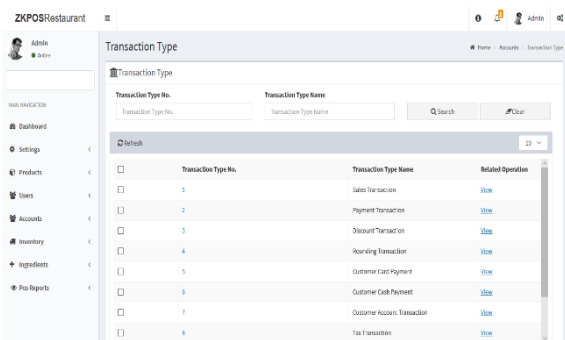 ZKPOSRestaurant
Admin
Admin
Online
Transaction Type
Home > Accounts > Transaction Type
Transaction Type
Transaction Type No.
Transaction Type Name
Transaction Type No.
Transaction Type Name
Search
Clear
MAIN NAVIGATION
Dashboard
Settings
Products
Users
Accounts
Inventory
Ingredients
Pos Reports
Refresh
10
Transaction Type No.
Transaction Type Name
Related Operation
1
Sales Transaction
View
2
Payment Transaction
View
3
Discount Transaction
View
4
Rounding Transaction
View
5
Customer Card Payment
View
6
Customer Cash Payment
View
7
Customer Account Transaction
View
8
Tax Transaction
View